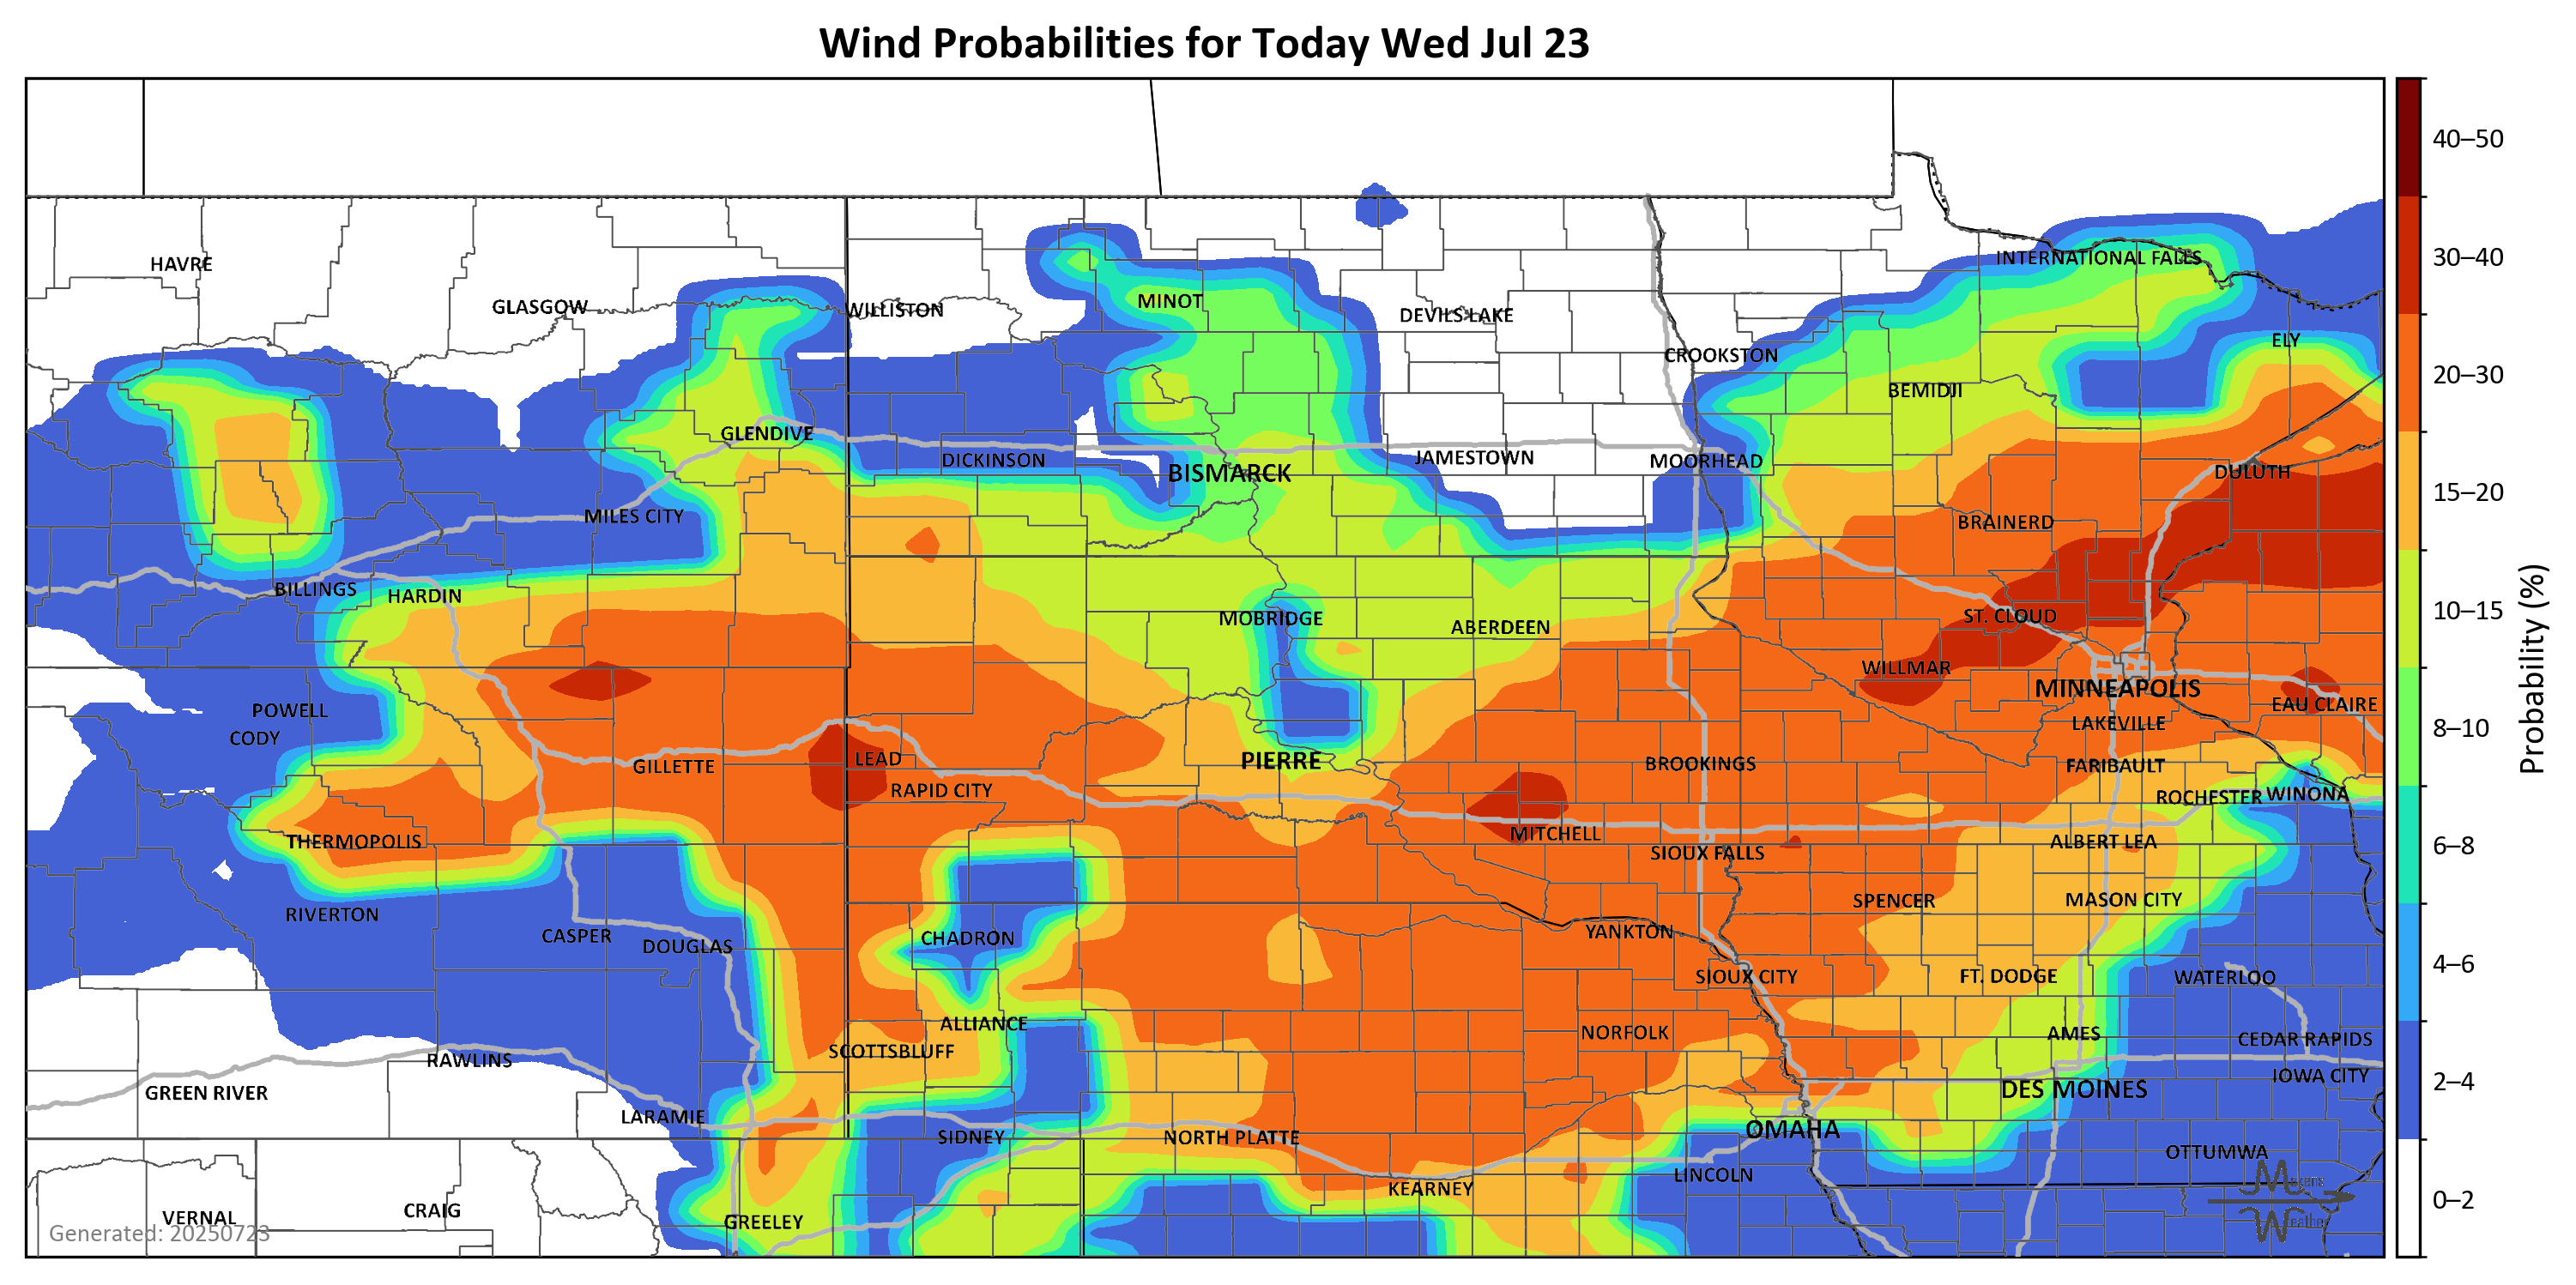 Wind Probabilities for Today Wed Jul 23
40–50
30–40
20–30
15–20
10–15
8–10
6–8
4–6
2–4
0–2
Probability (%)
HAVRE
GLASGOW
WILLISTON
MINOT
DEVILS LAKE
INTERNATIONAL FALLS
CROOKSTON
ELY
BEMIDJI
GLENDIVE
DICKINSON
BISMARCK
JAMESTOWN
MOORHEAD
DULUTH
MILES CITY
BRAINERD
BILLINGS
HARDIN
MOBRIDGE
ABERDEEN
ST. CLOUD
WILLMAR
MINNEAPOLIS
EAU CLAIRE
POWELL
CODY
LAKEVILLE
GILLETTE
LEAD
RAPID CITY
PIERRE
BROOKINGS
FARIBAULT
ROCHESTER
WINONA
THERMOPOLIS
MITCHELL
SIOUX FALLS
ALBERT LEA
RIVERTON
SPENCER
MASON CITY
CASPER
DOUGLAS
CHADRON
YANKTON
SIOUX CITY
FT. DODGE
WATERLOO
ALLIANCE
SCOTTSBLUFF
NORFOLK
AMES
CEDAR RAPIDS
RAWLINS
GREEN RIVER
DES MOINES
IOWA CITY
LARAMIE
SIDNEY
NORTH PLATTE
OMAHA
LINCOLN
OTTUMWA
KEARNEY
VERNAL
CRAIG
GREELEY
Generated: 20250723